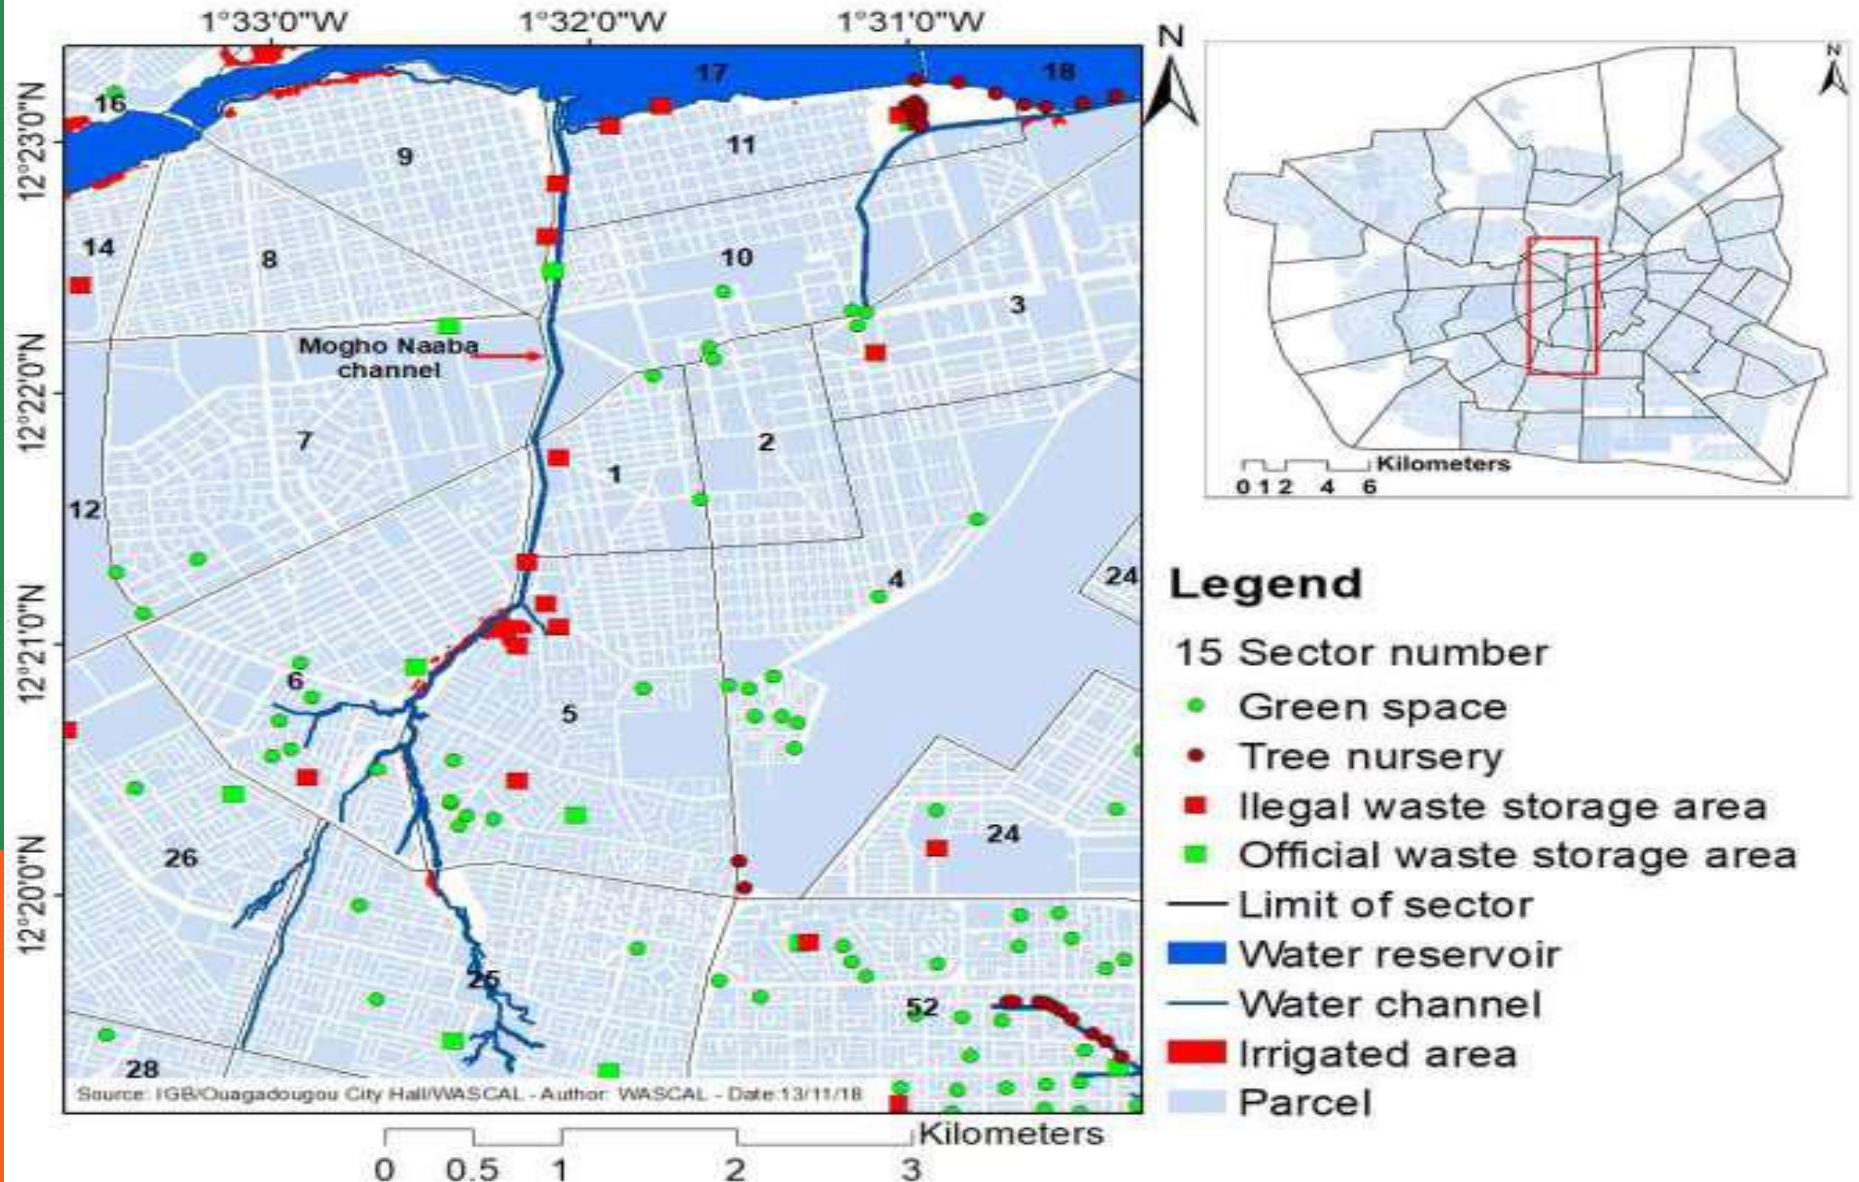 1°33'0"W 1°32'0"W 1°31'0"W
N
N
12°23'0"N
12°22'0"N
12°21'0"N
12°20'0"N
17
18
16
9
11
14
8
10
3
Mogho Naaba
channel
7
2
1
12
4
24
6
5
24
26
25
52
28
Source: IGB/Ouagadougou City Hall/WASCAL - Author: WASCAL - Date:13/11/18
Kilometers
0 0.5 1 2 3
Kilometers
0 1 2 4 6
Legend
15 Sector number
Green space
Tree nursery
Ilegal waste storage area
Official waste storage area
Limit of sector
Water reservoir
Water channel
Irrigated area
Parcel